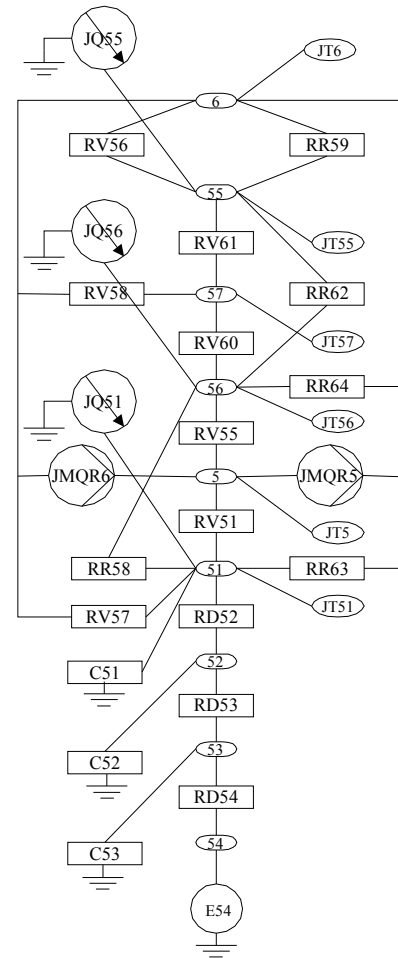 JQ55
JT6
6
RV56
RR59
55
JQ56
RV61
JT55
RV58
57
RR62
RV60
JT57
56
RR64
JQ51
JT56
RV55
JMQR6
5
JMQR5
RV51
JT5
RR58
51
RR63
RV57
RD52
JT51
52
C51
RD53
53
C52
RD54
54
C53
E54